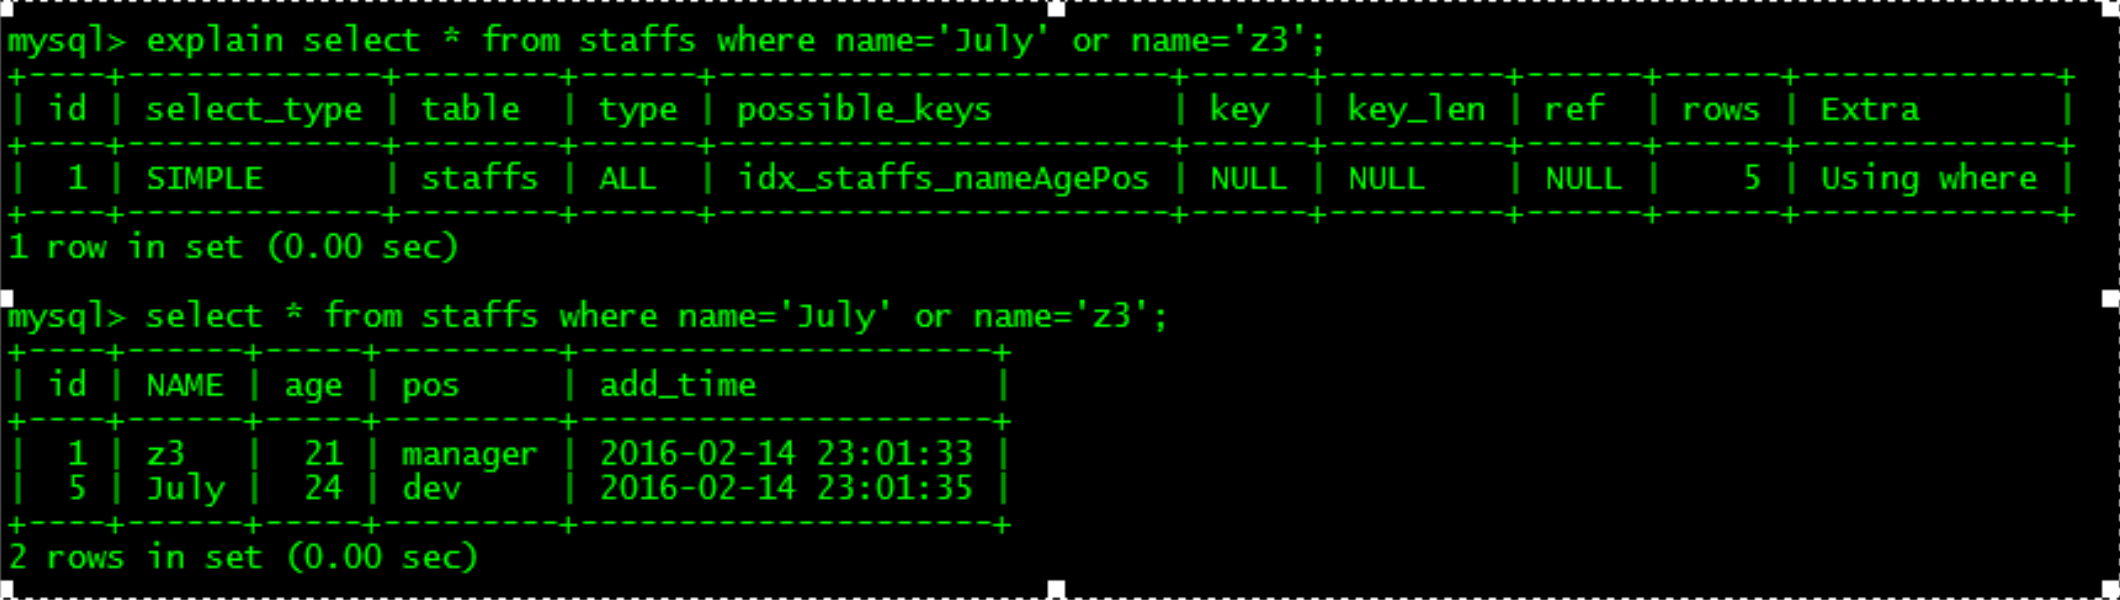 mysql> explain select * from staffs where name='July' or name='z3';
+----+-------------+--------+------+-----------------------+------+---------+------+------+-------------+
| id | select_type | table  | type | possible_keys         | key  | key_len | ref  | rows | Extra       |
+----+-------------+--------+------+-----------------------+------+---------+------+------+-------------+
|  1 | SIMPLE      | staffs | ALL  | idx_staffs_nameAgePos | NULL | NULL    | NULL |    5 | Using where |
+----+-------------+--------+------+-----------------------+------+---------+------+------+-------------+
1 row in set (0.00 sec)
mysql> select * from staffs where name='July' or name='z3';
+----+------+-----+---------+---------------------+
| id | NAME | age | pos     | add_time            |
+----+------+-----+---------+---------------------+
|  1 | z3   |  21 | manager | 2016-02-14 23:01:33 |
|  5 | July |  24 | dev     | 2016-02-14 23:01:35 |
+----+------+-----+---------+---------------------+
2 rows in set (0.00 sec)